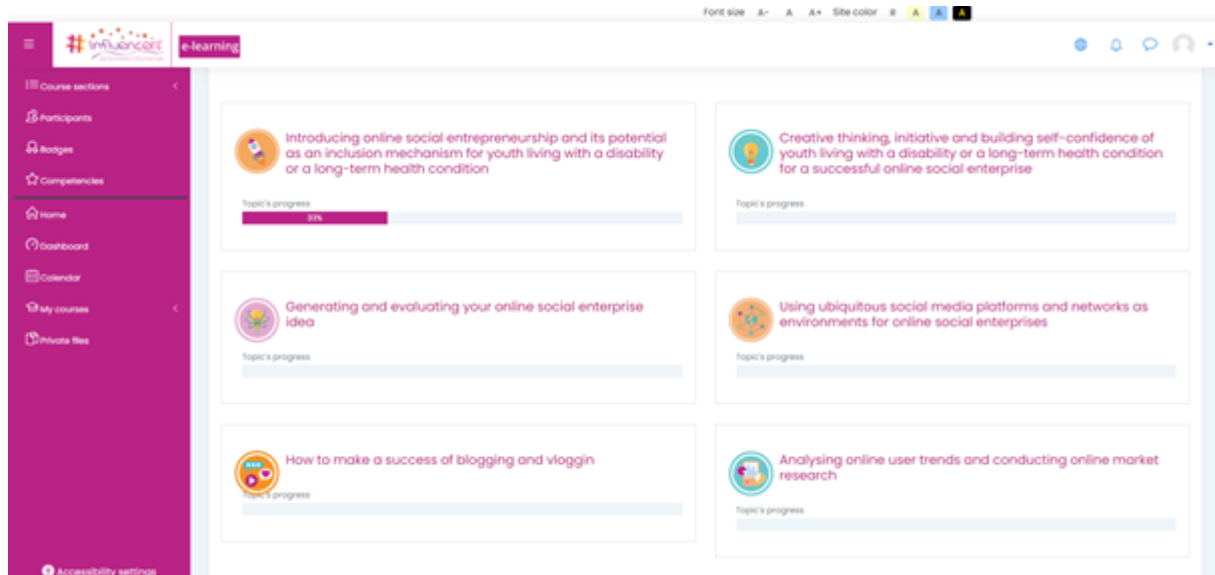 Font size A- A A+ Site color R A A A
#Influencers e-learning
Course sections
Participants
Badges
Competencies
Home
Dashboard
Calendar
My courses
Private files
Accessibility settings
Introducing online social entrepreneurship and its potential
as an inclusion mechanism for youth living with a disability
or a long-term health condition
Topic's progress
33%
Creative thinking, initiative and building self-confidence of
youth living with a disability or a long-term health condition
for a successful online social enterprise
Topic's progress
Generating and evaluating your online social enterprise
idea
Topic's progress
Using ubiquitous social media platforms and networks as
environments for online social enterprises
Topic's progress
How to make a success of blogging and vloggin
Topic's progress
Analysing online user trends and conducting online market
research
Topic's progress